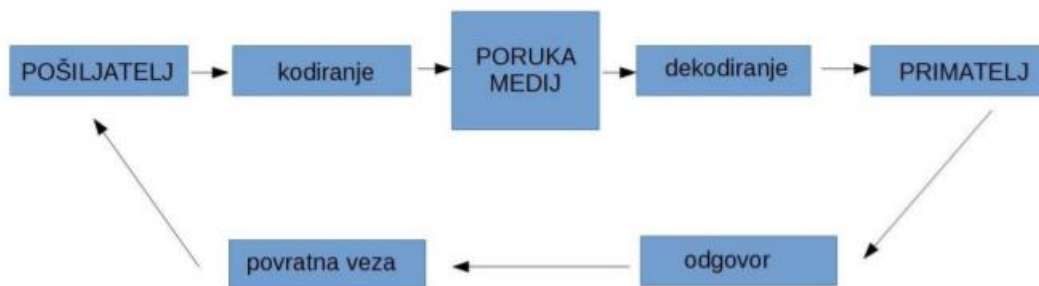 POŠILJATELJ
kodiranje
PORUKA
MEDIJ
dekodiranje
PRIMATELJ
povratna veza
odgovor